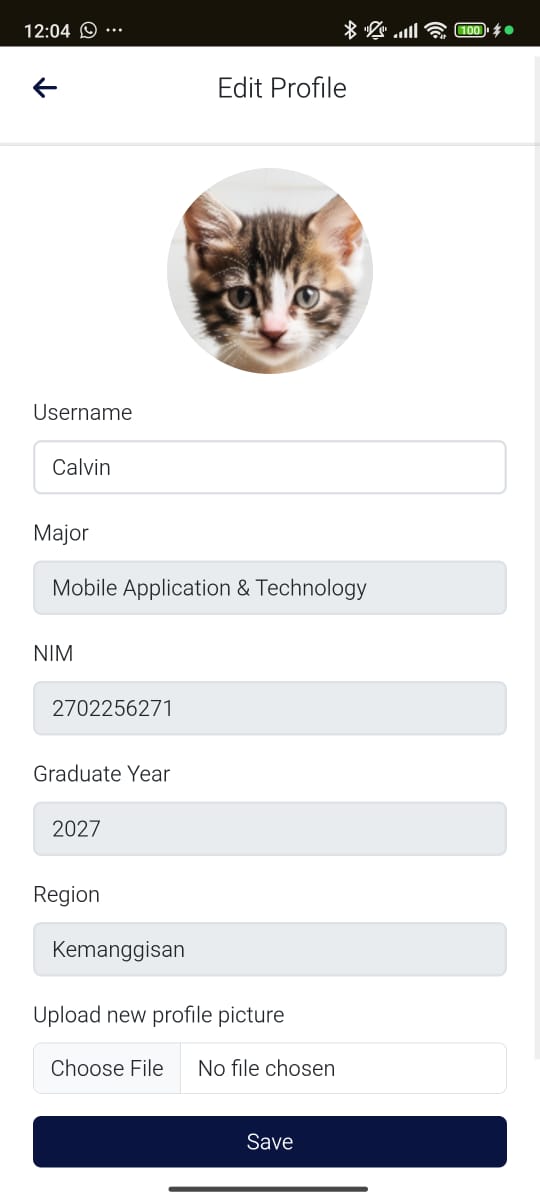 12:04
100
Edit Profile
Username
Calvin
Major
Mobile Application & Technology
NIM
2702256271
Graduate Year
2027
Region
Kemanggisan
Upload new profile picture
Choose File No file chosen
Save